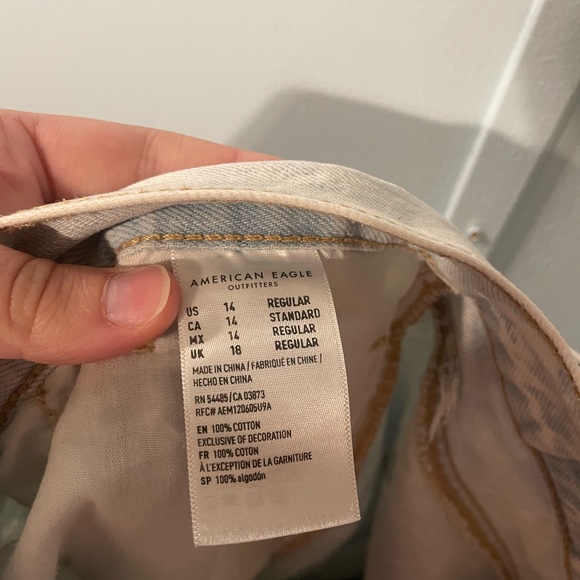 AMERICAN EAGLE
OUTFITTERS
US 14 REGULAR
CA 14 STANDARD
MX 14 REGULAR
UK 18 REGULAR
MADE IN CHINA / FABRIQUÉ EN CHINE /
HECHO EN CHINA
RN 54485/CA 03873
RFC# AEM120605U9A
EN 100% COTTON
EXCLUSIVE OF DECORATION
FR 100% COTON
À L'EXCEPTION DE LA GARNITURE
SP 100% algodón